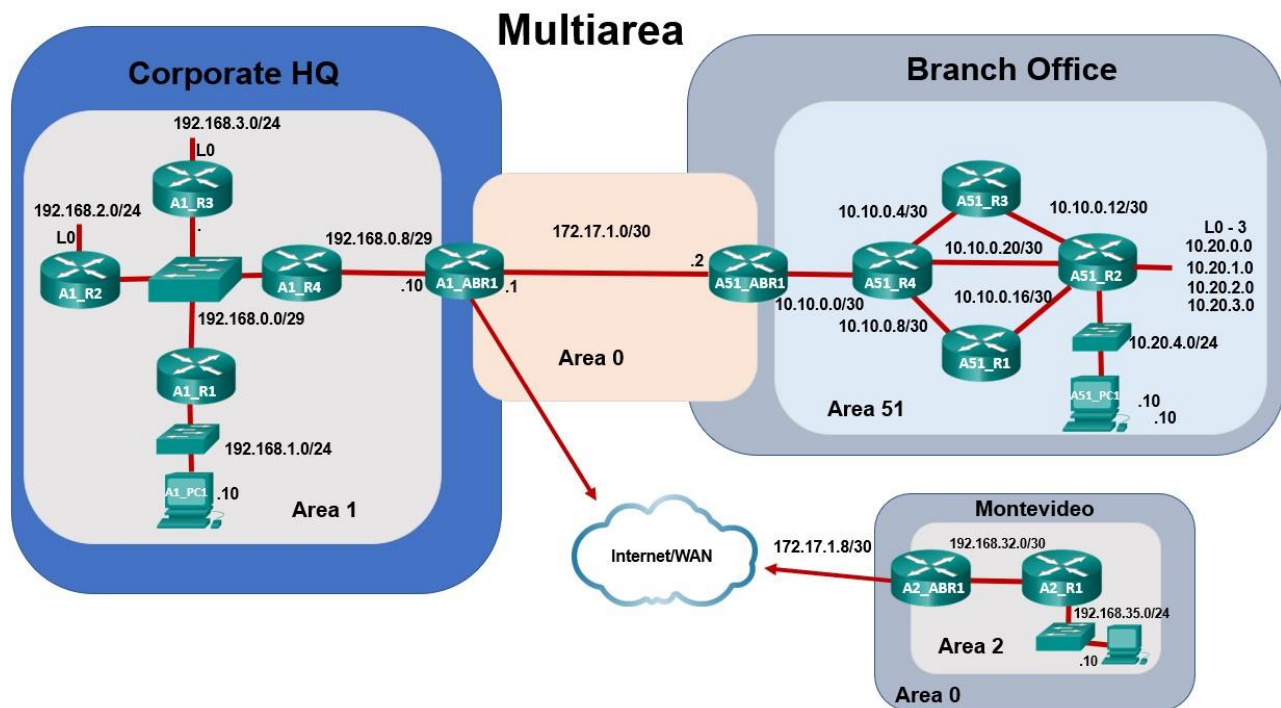 Multiarea
Corporate HQ
192.168.3.0/24
L0
A1_R3
.
192.168.2.0/24
L0
A1_R2
A1_R4
192.168.0.8/29
.10
A1_ABR1
.1
192.168.0.0/29
A1_R1
192.168.1.0/24
A1_PC1
.10
Area 1
172.17.1.0/30
.2
Area 0
Branch Office
A51_ABR1
10.10.0.0/30
A51_R4
10.10.0.4/30
A51_R3
10.10.0.12/30
10.10.0.20/30
A51_R2
10.10.0.16/30
10.10.0.8/30
A51_R1
L0 - 3
10.20.0.0
10.20.1.0
10.20.2.0
10.20.3.0
10.20.4.0/24
A51_PC1
.10
.10
Area 51
Internet/WAN
172.17.1.8/30
Montevideo
192.168.32.0/30
A2_ABR1
A2_R1
192.168.35.0/24
.10
Area 2
Area 0